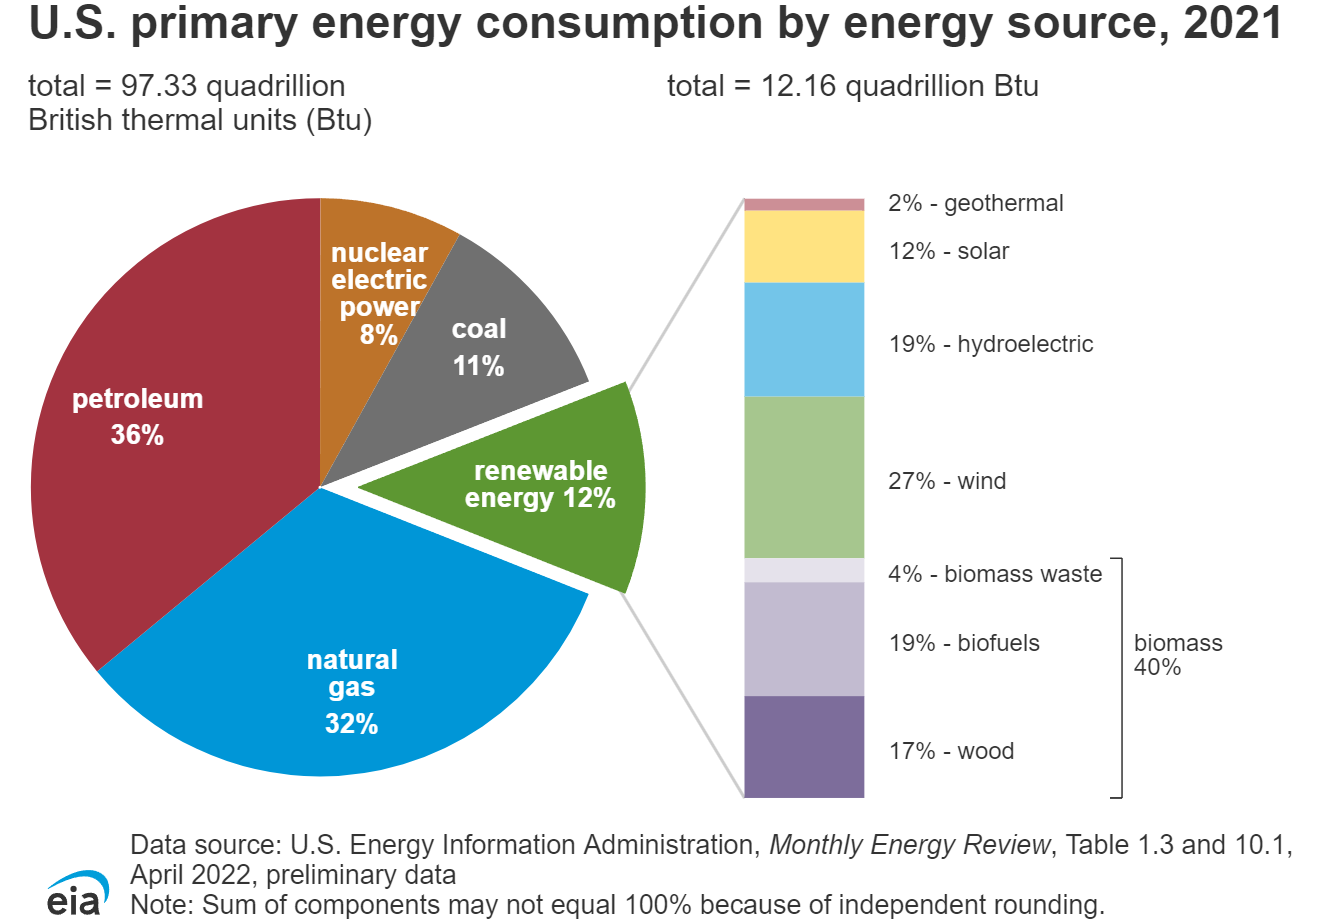 U.S. primary energy consumption by energy source, 2021
total = 97.33 quadrillion
British thermal units (Btu)
total = 12.16 quadrillion Btu
nuclear
electric
power
8%
coal
11%
petroleum
36%
renewable
energy 12%
natural
gas
32%
2% - geothermal
12% - solar
19% - hydroelectric
27% - wind
4% - biomass waste
19% - biofuels
17% - wood
biomass
40%
Data source: U.S. Energy Information Administration, Monthly Energy Review, Table 1.3 and 10.1,
April 2022, preliminary data
Note: Sum of components may not equal 100% because of independent rounding.
eia